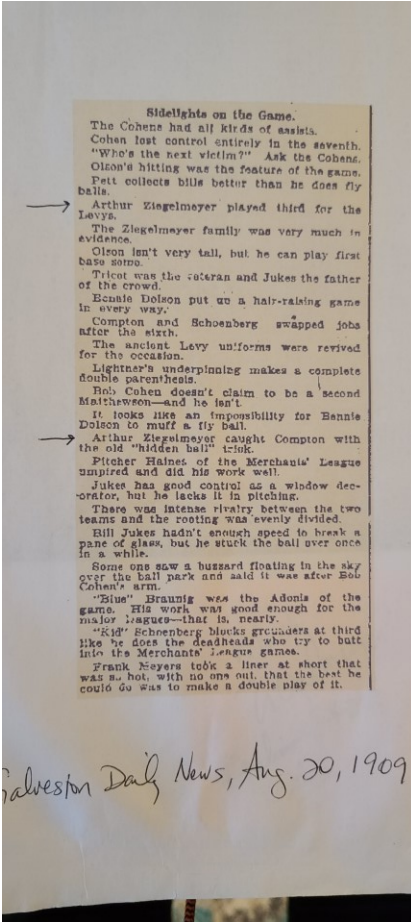 Sidelights on the Game.
The Cohens had all kinds of assists.
Cohen lost control entirely in the seventh.
"Who's the next victim?" Ask the Cohens.
Olson's hitting was the feature of the game.
Pett collects bills better than he does fly
balls.
Arthur Ziegelmeyer played third for the
Levys.
The Ziegelmeyer family was very much in
evidence.
Olson isn't very tall, but he can play first
base some.
Tricot was the veteran and Jukes the father
of the crowd.
Bennie Dolson put up a hair-raising game
in every way.
Compton and Schoenberg swapped jobs
after the sixth.
The ancient Levy uniforms were revived
for the occasion.
Lightner's underpinning makes a complete
double parenthesis.
Bob Cohen doesn't claim to be a second
Matthewson—and he isn't.
It looks like an impossibility for Bennie
Dolson to muff a fly ball.
Arthur Ziegelmeyer caught Compton with
the old "hidden ball" trick.
Pitcher Haines of the Merchants' League
umpired and did his work well.
Jukes has good control as a window dec-
orator, but he lacks it in pitching.
There was intense rivalry between the two
teams and the rooting was evenly divided.
Bill Jukes hadn't enough speed to break a
pane of glass, but he stuck the ball over once
in a while.
Some one saw a buzzard floating in the sky
over the ball park and said it was after Bob
Cohen's arm.
"Blue" Braunig was the Adonis of the
game. His work was good enough for the
major leagues—that is, nearly.
"Kid" Schoenberg blocks grounders at third
like he does the deadheads who try to butt
into the Merchants' League games.
Frank Meyers took a liner at short that
was so hot, with no one out, that the best he
could do was to make a double play of it.
Galveston Daily News, Aug. 20, 1909